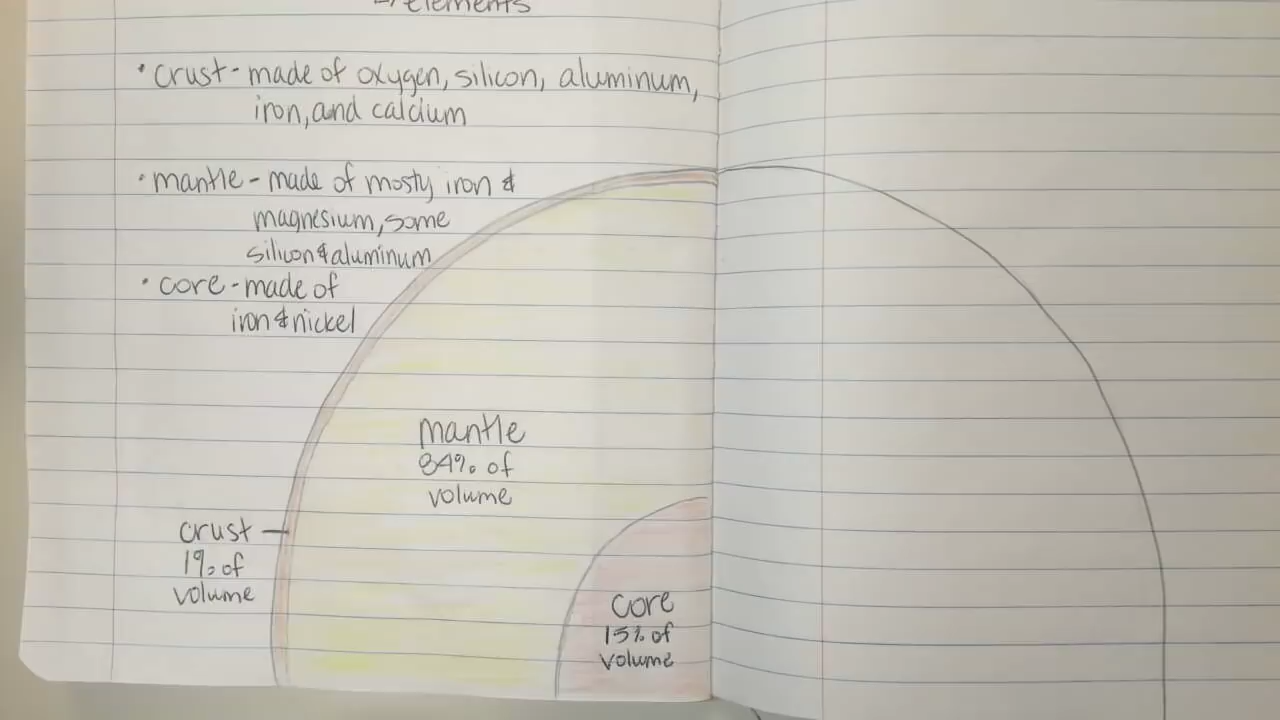 → elements
• crust - made of oxygen, silicon, aluminum,
iron, and calcium
• mantle - made of mosty iron &
magnesium, some
silicon & aluminum
• core - made of
iron & nickel
mantle
84% of
volume
crust —
1% of
volume
core
15% of
volume